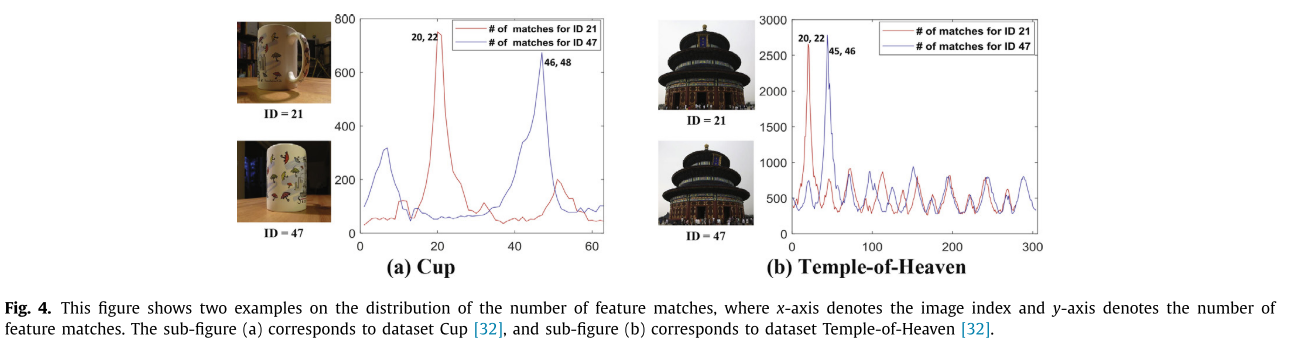 800
# of matches for ID 21
# of matches for ID 47
20, 22
46, 48
600
400
200
0
0
20
40
60
ID = 21
ID = 47
(a) Cup
3000
# of matches for ID 21
# of matches for ID 47
20, 22
45, 46
2500
2000
1500
1000
500
0
0
100
200
300
ID = 21
ID = 47
(b) Temple-of-Heaven
Fig. 4. This figure shows two examples on the distribution of the number of feature matches, where x-axis denotes the image index and y-axis denotes the number of
feature matches. The sub-figure (a) corresponds to dataset Cup [32], and sub-figure (b) corresponds to dataset Temple-of-Heaven [32].